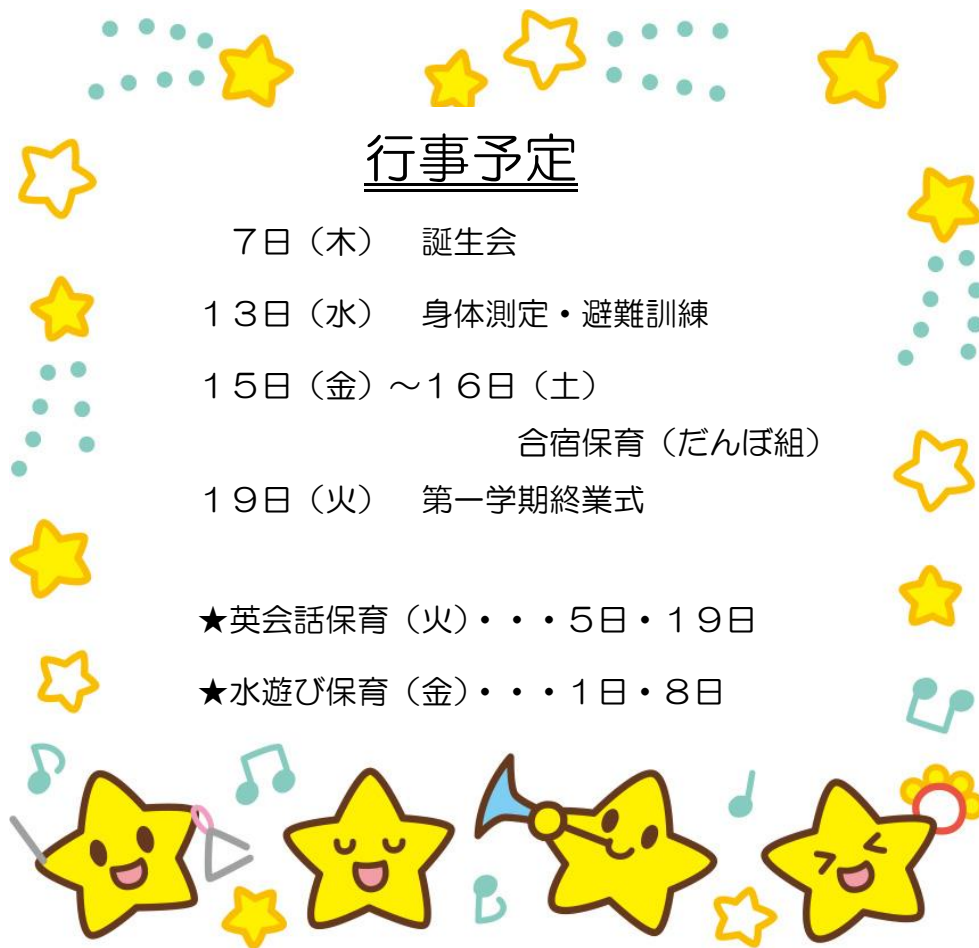 行事予定
７日（木）　誕生会
１３日（水）　身体測定・避難訓練
１５日（金）～１６日（土）
合宿保育（だんぼ組）
１９日（火）　第一学期終業式
★英会話保育（火）・・・５日・１９日
★水遊び保育（金）・・・１日・８日